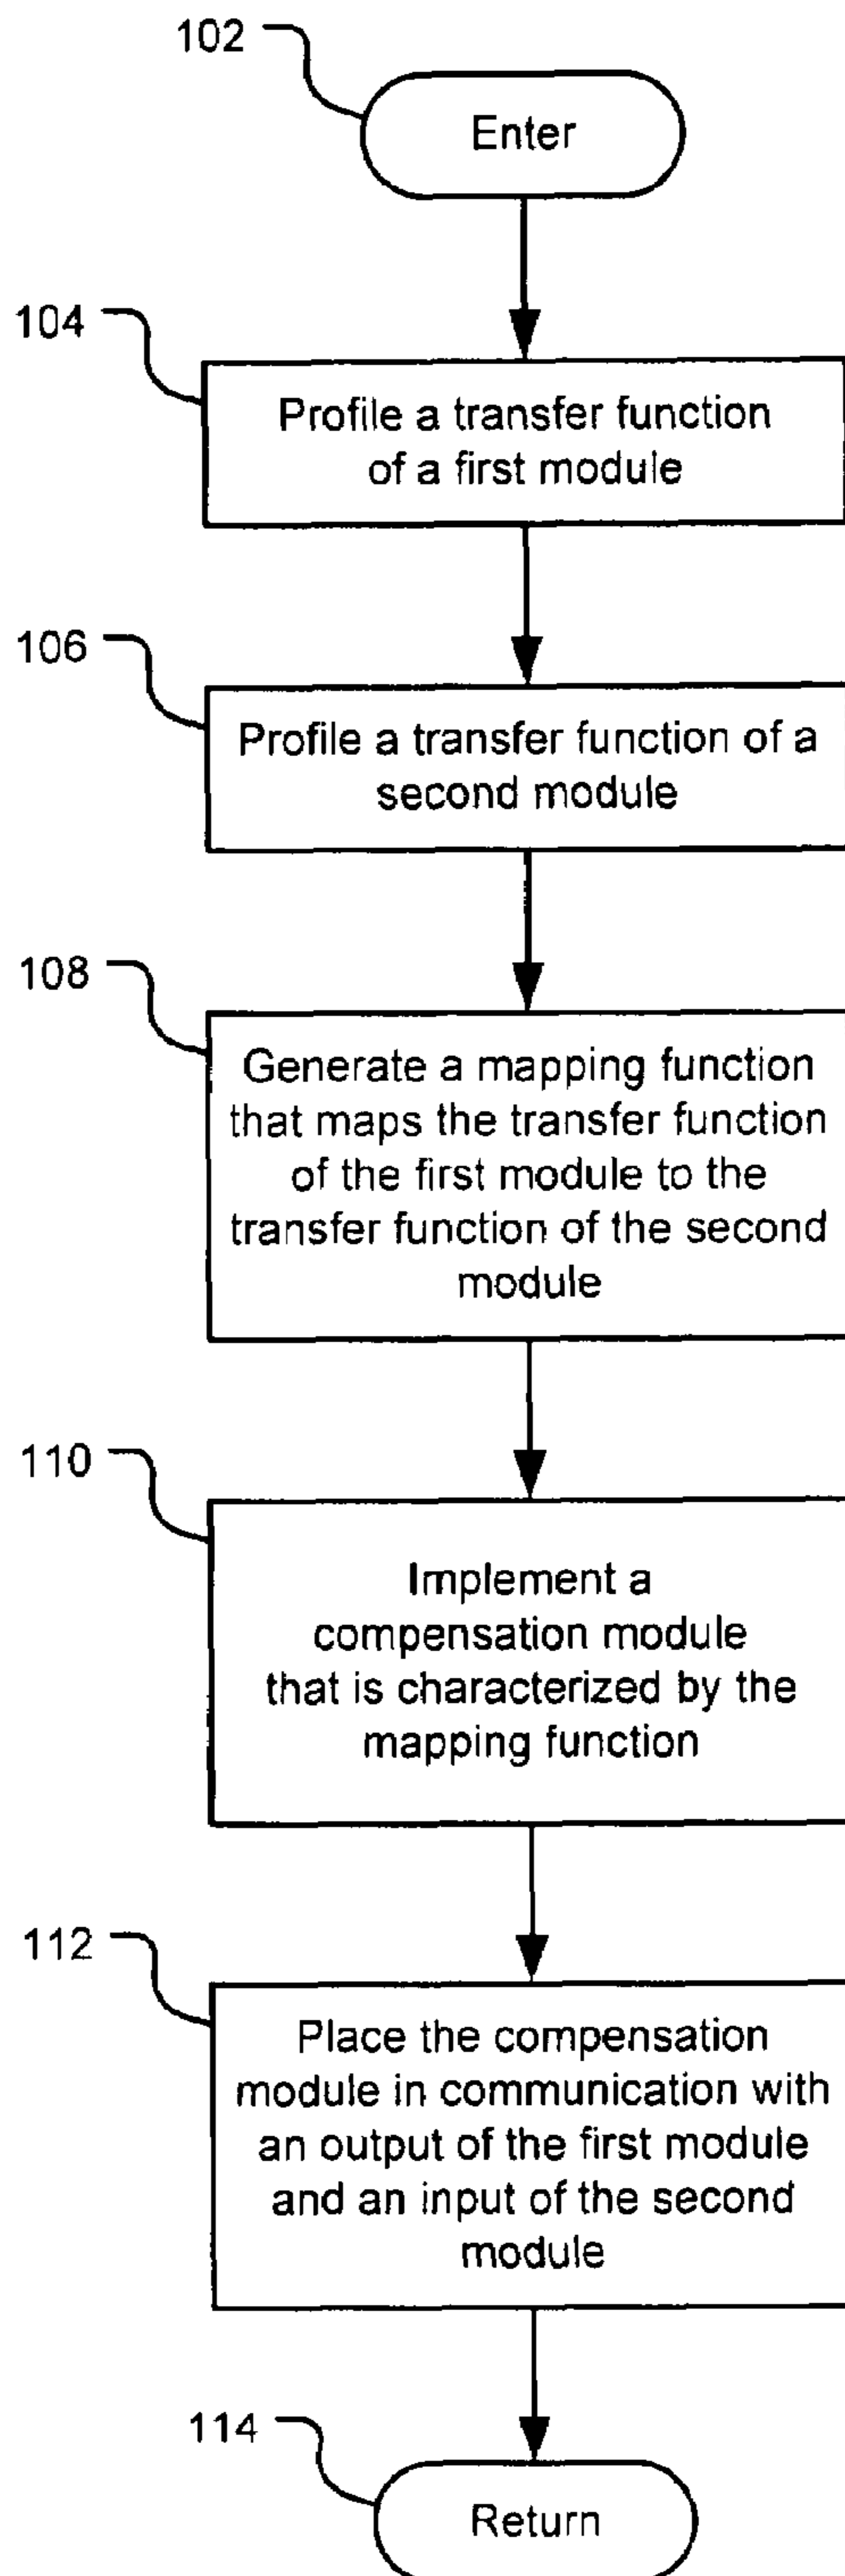 102
Enter
104
Profile a transfer function
of a first module
106
Profile a transfer function of a
second module
108
Generate a mapping function
that maps the transfer function
of the first module to the
transfer function of the second
module
110
Implement a
compensation module
that is characterized by the
mapping function
112
Place the compensation
module in communication with
an output of the first module
and an input of the second
module
114
Return